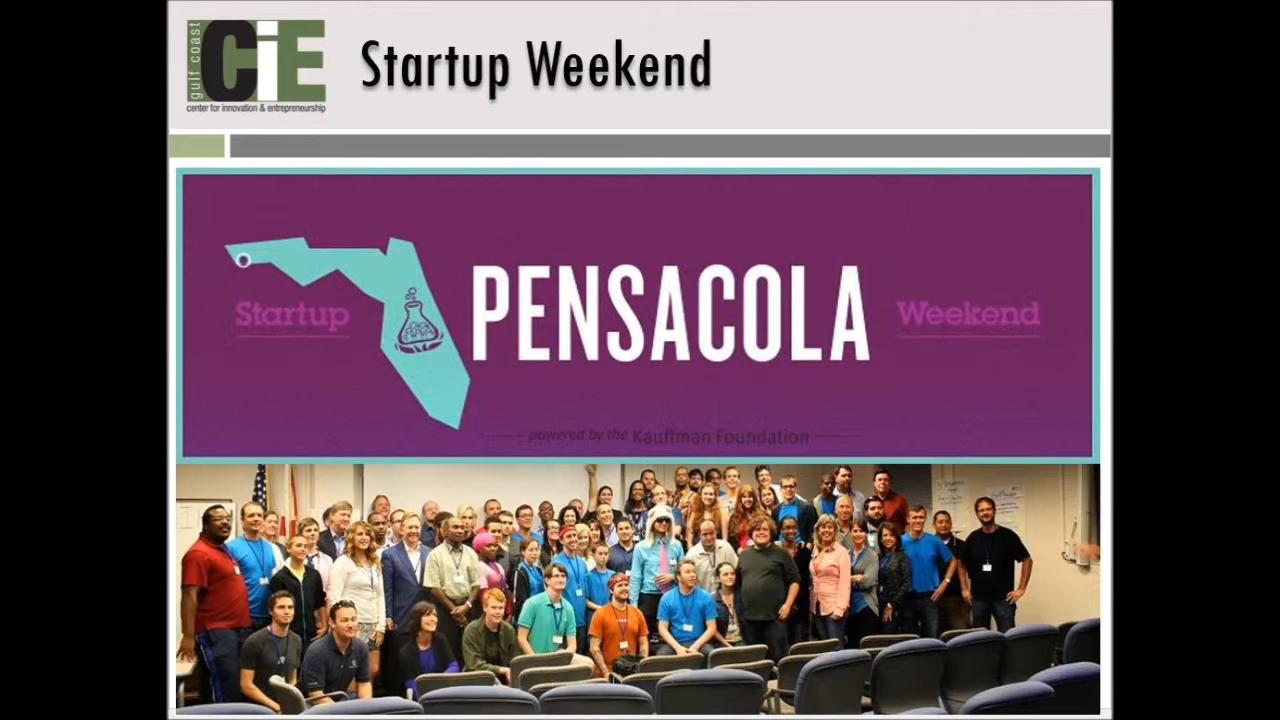 gulf coast
CiE
center for innovation & entrepreneurship
Startup Weekend
Startup
PENSACOLA
Weekend
powered by the Kauffman Foundation